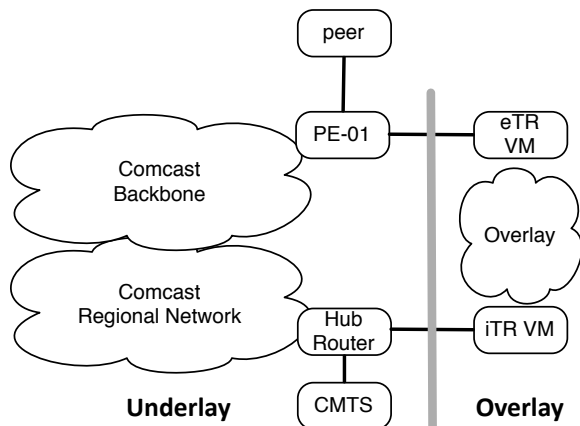 peer
PE-01
eTR
VM
Comcast
Backbone
Overlay
Comcast
Regional Network
Hub
Router
iTR VM
CMTS
Underlay
Overlay